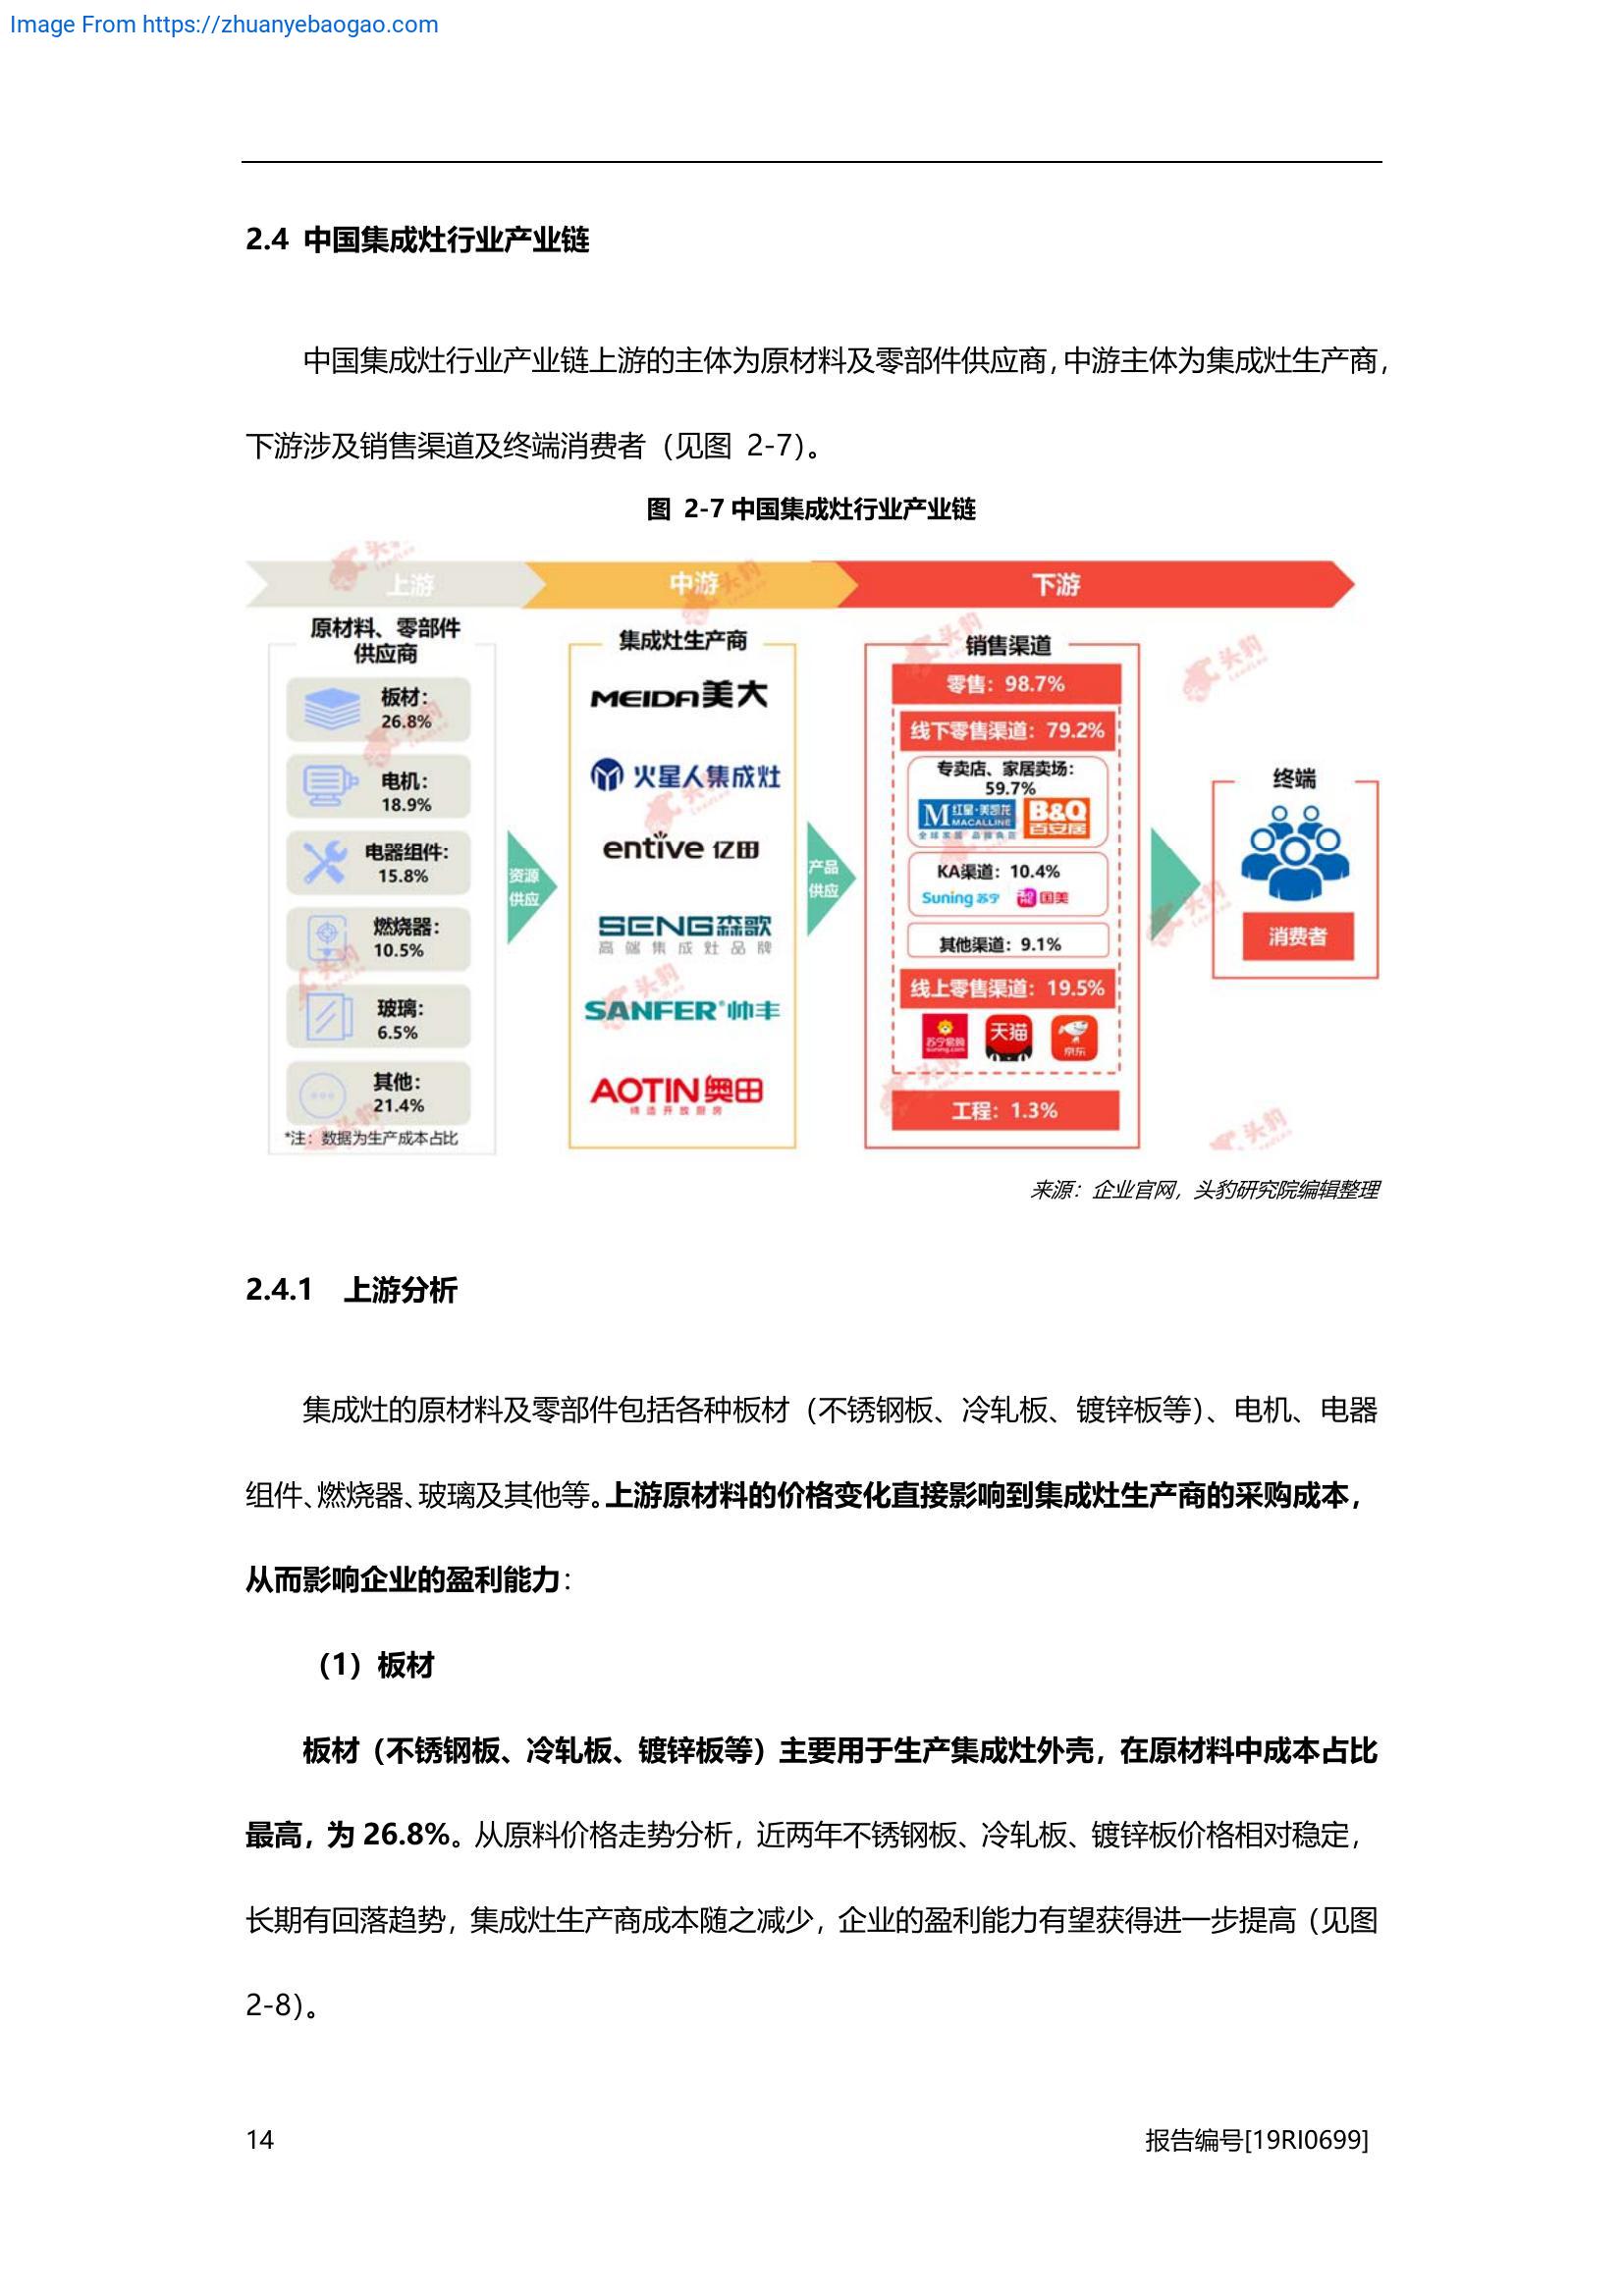 Image From https://zhuanyebaogao.com
2.4 中国集成灶行业产业链
中国集成灶行业产业链上游的主体为原材料及零部件供应商，中游主体为集成灶生产商，
下游涉及销售渠道及终端消费者（见图 2-7）。
图 2-7 中国集成灶行业产业链
上游
中游
下游
原材料、零部件
供应商
板材：
26.8%
电机：
18.9%
电器组件：
15.8%
燃烧器：
10.5%
玻璃：
6.5%
其他：
21.4%
*注：数据为生产成本占比
资源
供应
集成灶生产商
MEIDA美大
火星人集成灶
entive 亿田
SENG森歌
高端集成灶品牌
SANFER®帅丰
AOTIN奥田
缔造开放厨房
产品
供应
销售渠道
零售：98.7%
线下零售渠道：79.2%
专卖店、家居卖场：
59.7%
M 红星·美凯龙
MACALLINE
B&Q
百安居
KA渠道：10.4%
Suning 苏宁
国美
其他渠道：9.1%
线上零售渠道：19.5%
苏宁易购
suning.com
天猫
京东
工程：1.3%
终端
消费者
头豹
LeadLeo
来源：企业官网，头豹研究院编辑整理
2.4.1 上游分析
集成灶的原材料及零部件包括各种板材（不锈钢板、冷轧板、镀锌板等）、电机、电器
组件、燃烧器、玻璃及其他等。上游原材料的价格变化直接影响到集成灶生产商的采购成本，
从而影响企业的盈利能力：
（1）板材
板材（不锈钢板、冷轧板、镀锌板等）主要用于生产集成灶外壳，在原材料中成本占比
最高，为 26.8%。从原料价格走势分析，近两年不锈钢板、冷轧板、镀锌板价格相对稳定，
长期有回落趋势，集成灶生产商成本随之减少，企业的盈利能力有望获得进一步提高（见图
2-8）。
14
报告编号[19RI0699]